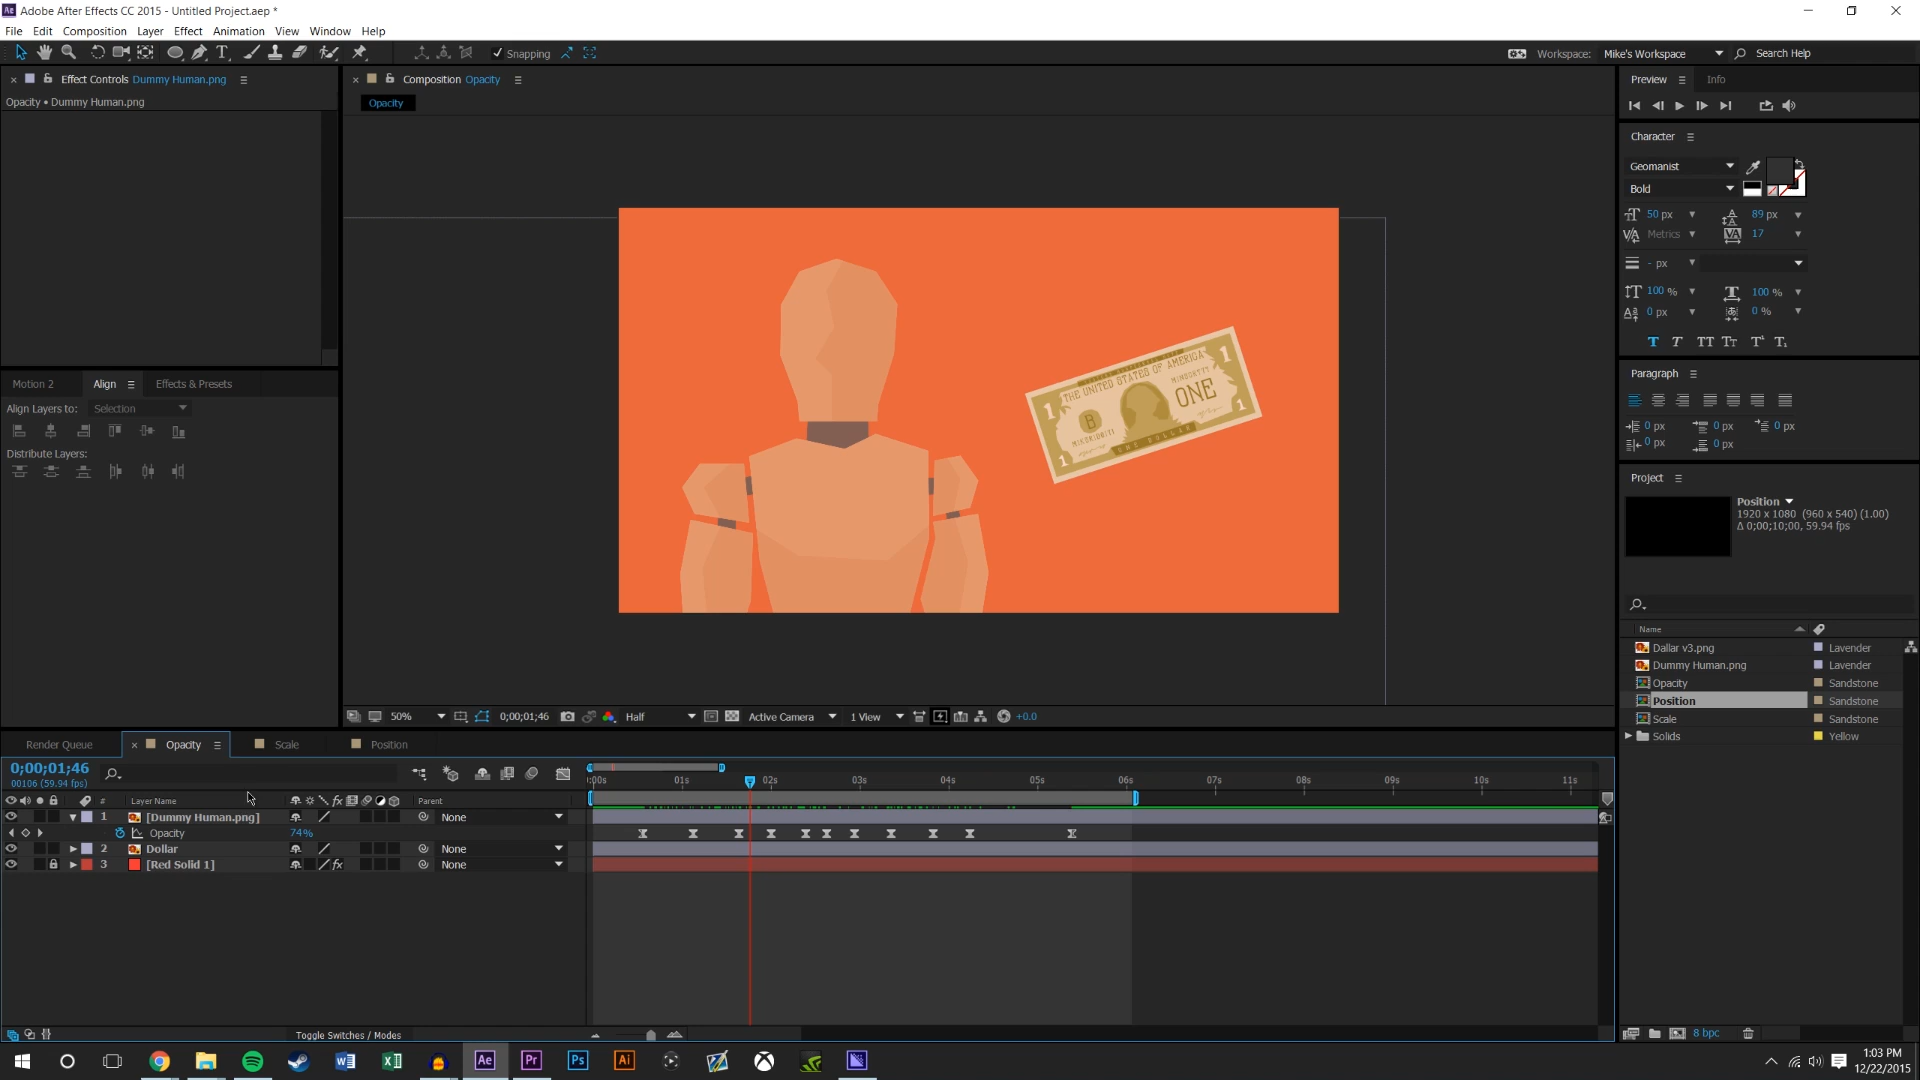 Adobe After Effects CC 2015 - Untitled Project.aep *
File Edit Composition Layer Effect Animation View Window Help
Snapping
Workspace: Mike's Workspace
Search Help
Effect Controls Dummy Human.png
Opacity • Dummy Human.png
Composition Opacity
Opacity
Preview
Info
Character
Geomanist
Bold
50 px
89 px
Metrics
17
- px
100 %
100 %
0 px
0 %
Paragraph
0 px
0 px
0 px
0 px
0 px
Motion 2
Align
Effects & Presets
Align Layers to: Selection
Distribute Layers:
THE UNITED STATES OF AMERICA
ONE
B
1
1
1
1
ONE DOLLAR
Project
Position
1920 x 1080 (960 x 540) (1.00)
Δ 0;00;10;00, 59.94 fps
Name
Dallar v3.png Lavender
Dummy Human.png Lavender
Opacity Sandstone
Position Sandstone
Scale Sandstone
Solids Yellow
50%
0;00;01;46
Half
Active Camera
1 View
+0.0
Render Queue
Opacity
Scale
Position
0;00;01;46
00106 (59.94 fps)
:00s 01s 02s 03s 04s 05s 06s 07s 08s 09s 10s 11s
# Layer Name Parent
1 [Dummy Human.png] None
Opacity 74%
2 Dollar None
3 [Red Solid 1] None
Toggle Switches / Modes
8 bpc
1:03 PM
12/22/2015